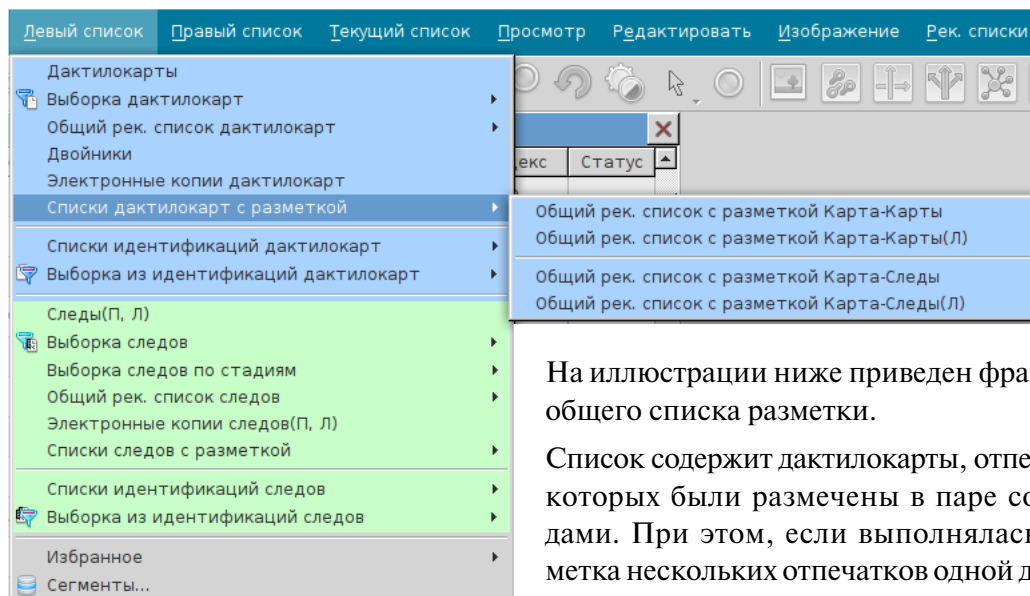 Левый список Правый список Текущий список Просмотр Редактировать Изображение Рек. списки
Дактилокарты
Выборка дактилокарт
Общий рек. список дактилокарт
Двойники
Электронные копии дактилокарт
Списки дактилокарт с разметкой
Списки идентификаций дактилокарт
Выборка из идентификаций дактилокарт
Следы(П, Л)
Выборка следов
Выборка следов по стадиям
Общий рек. список следов
Электронные копии следов(П, Л)
Списки следов с разметкой
Списки идентификаций следов
Выборка из идентификаций следов
Избранное
Сегменты...
екс Статус
Общий рек. список с разметкой Карта-Карты
Общий рек. список с разметкой Карта-Карты(Л)
Общий рек. список с разметкой Карта-Следы
Общий рек. список с разметкой Карта-Следы(Л)
На иллюстрации ниже приведен фра
общего списка разметки.
Список содержит дактилокарты, отпе
которых были размечены в паре со
дами. При этом, если выполнялась
метка нескольких отпечатков одной д